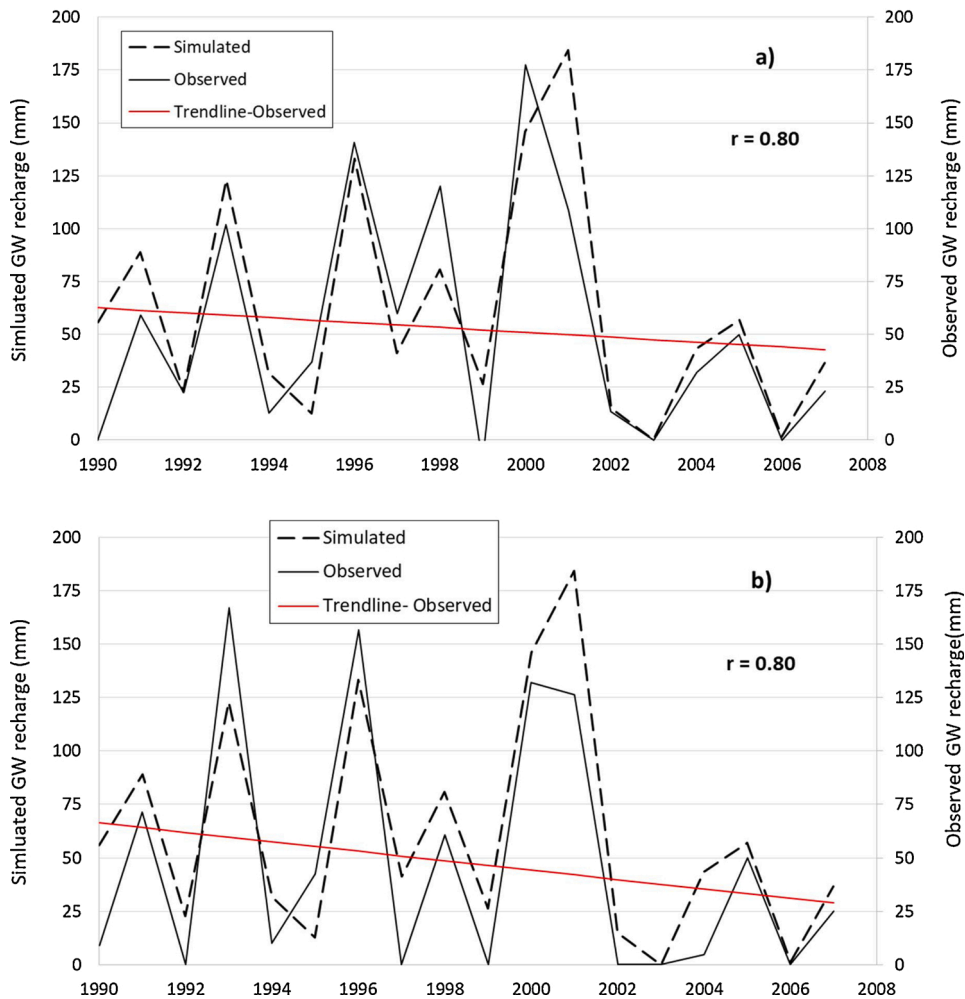 200
175
150
125
100
75
50
25
0
Simluated GW recharge (mm)
Simulated
Observed
Trendline-Observed
a)
r = 0.80
200
175
150
125
100
75
50
25
0
Observed GW recharge (mm)
1990 1992 1994 1996 1998 2000 2002 2004 2006 2008
200
175
150
125
100
75
50
25
0
Simluated GW recharge (mm)
Simulated
Observed
Trendline- Observed
b)
r = 0.80
200
175
150
125
100
75
50
25
0
Observed GW recharge(mm)
1990 1992 1994 1996 1998 2000 2002 2004 2006 2008